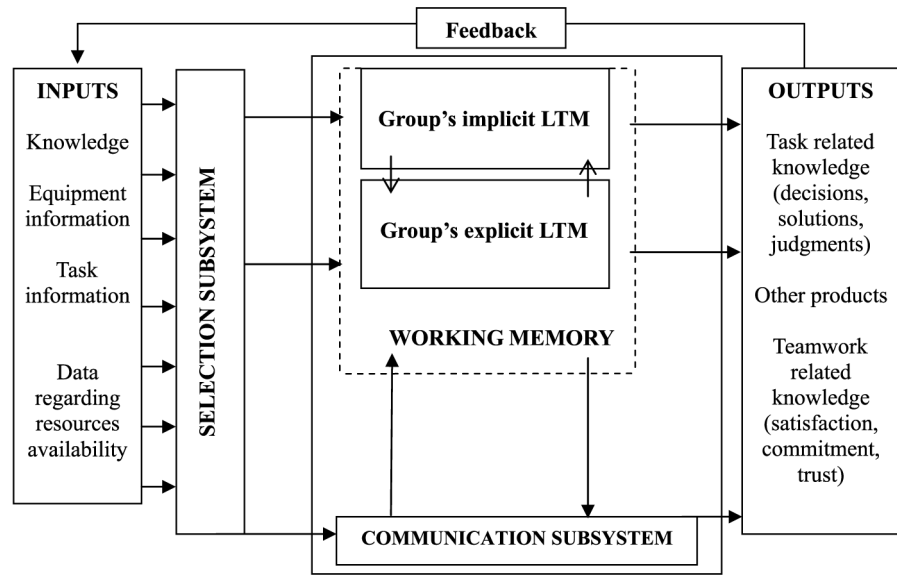 Feedback
INPUTS
Knowledge
Equipment
information
Task
information
Data
regarding
resources
availability
SELECTION SUBSYSTEM
Group's implicit LTM
Group's explicit LTM
WORKING MEMORY
COMMUNICATION SUBSYSTEM
OUTPUTS
Task related
knowledge
(decisions,
solutions,
judgments)
Other products
Teamwork
related
knowledge
(satisfaction,
commitment,
trust)